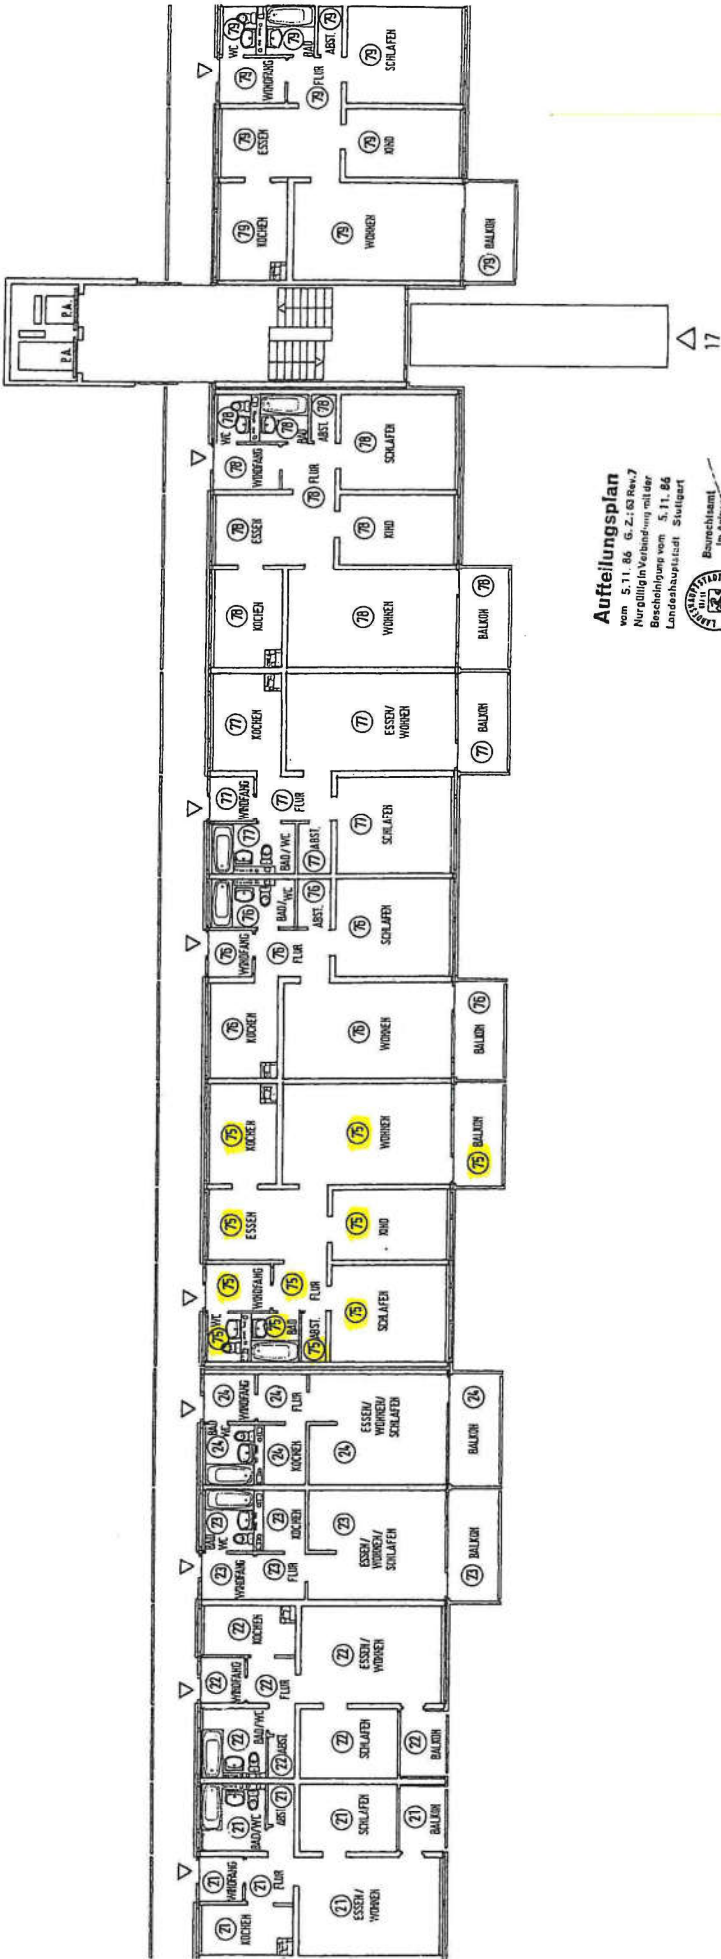 21
KOCHEN
21
WINDFANG
21
FLUR
21
ESSEN/
WOHNEN
21
BAD/WC
21
ABST.
21
SCHLAFEN
21
BALKON
22
BAD/WC
22
ABST.
22
SCHLAFEN
22
BALKON
22
WINDFANG
22
FLUR
22
KOCHEN
22
ESSEN/
WOHNEN
23
WINDFANG
23
FLUR
23
BAD
WC
23
KOCHEN
23
ESSEN/
WOHNEN/
SCHLAFEN
23 BALKON
24
BAD
WC
24
KOCHEN
24
WINDFANG
24
FLUR
24
ESSEN/
WOHNEN/
SCHLAFEN
24
BALKON
75
WC
75
BAD
75
ABST.
75
WINDFANG
75
FLUR
75
SCHLAFEN
75
ESSEN
75
KIND
75
KOCHEN
75
WOHNEN
75 BALKON
76
KOCHEN
76
WOHNEN
76
BALKON
76
WINDFANG
76
FLUR
76
BAD/
WC
76
ABST.
76
SCHLAFEN
77
BAD/WC
77 ABST.
77
SCHLAFEN
77
WINDFANG
77
FLUR
77
KOCHEN
77
ESSEN/
WOHNEN
77 BALKON
78
KOCHEN
78
WOHNEN
78
BALKON
78
ESSEN
78
KIND
78
WINDFANG
78
FLUR
78
WC
78
BAD
78
ABST.
78
SCHLAFEN
P.A.
P.A.
17
79
KOCHEN
79
WOHNEN
79 BALKON
79
ESSEN
79
KIND
79
WINDFANG
79
FLUR
79
WC
79
BAD
79
ABST.
79
SCHLAFEN
Aufteilungsplan
vom 5.11.86 G.Z.: 63 Rev.7
Nur gültig in Verbindung mit der
Bescheinigung vom 5.11.86
Landeshauptstadt Stuttgart
Baurechtsamt